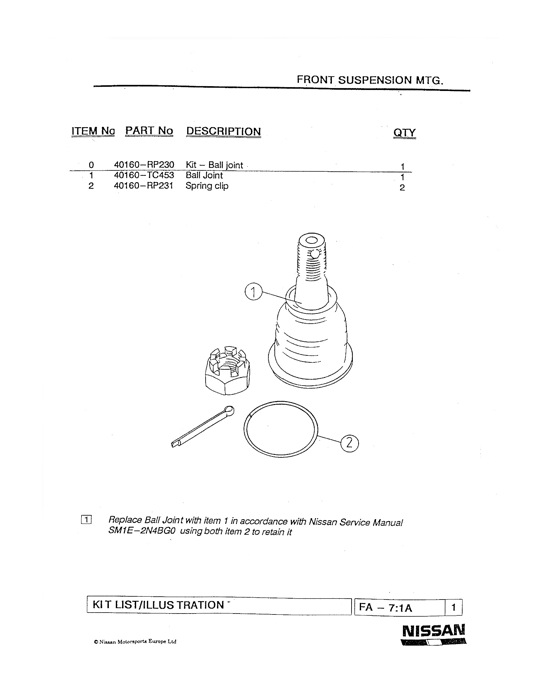 FRONT SUSPENSION MTG.
ITEM No PART No DESCRIPTION QTY
0 40160-RP230 Kit - Ball joint 1
1 40160-TC453 Ball Joint 1
2 40160-RP231 Spring clip 2
1
2
1 Replace Ball Joint with item 1 in accordance with Nissan Service Manual
SM1E-2N4BG0 using both item 2 to retain it
KIT LIST/ILLUSTRATION FA - 7:1A 1
© Nissan Motorsports Europe Ltd
NISSAN